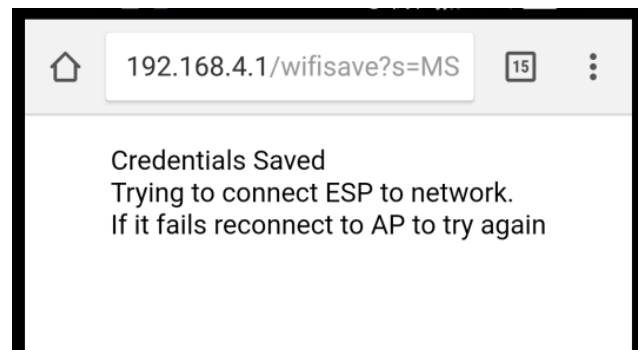 192.168.4.1/wifisave?s=MS
15
Credentials Saved
Trying to connect ESP to network.
If it fails reconnect to AP to try again